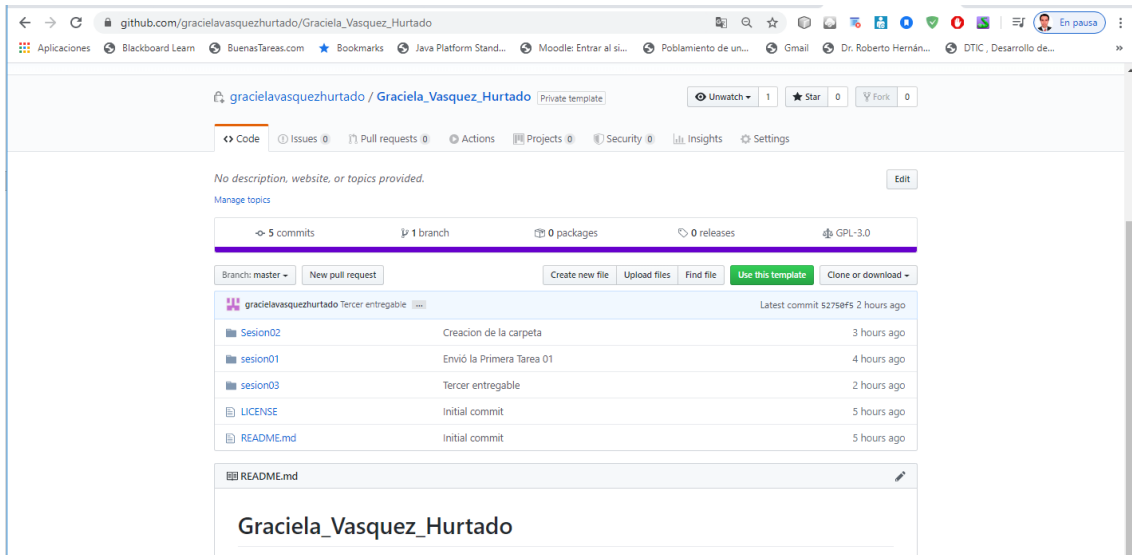 github.com/gracielavasquezhurtado/Graciela_Vasquez_Hurtado
En pausa
Aplicaciones Blackboard Learn BuenasTareas.com Bookmarks Java Platform Stand... Moodle: Entrar al si... Poblamiento de un... Gmail Dr. Roberto Hernán... DTIC , Desarrollo de... »
gracielavasquezhurtado / Graciela_Vasquez_Hurtado Private template Unwatch 1 Star 0 Fork 0
<> Code Issues 0 Pull requests 0 Actions Projects 0 Security 0 Insights Settings
No description, website, or topics provided. Edit
Manage topics
5 commits 1 branch 0 packages 0 releases GPL-3.0
Branch: master New pull request Create new file Upload files Find file Use this template Clone or download
gracielavasquezhurtado Tercer entregable ... Latest commit 52750f5 2 hours ago
Sesion02 Creacion de la carpeta 3 hours ago
sesion01 Envió la Primera Tarea 01 4 hours ago
sesion03 Tercer entregable 2 hours ago
LICENSE Initial commit 5 hours ago
README.md Initial commit 5 hours ago
README.md
Graciela_Vasquez_Hurtado